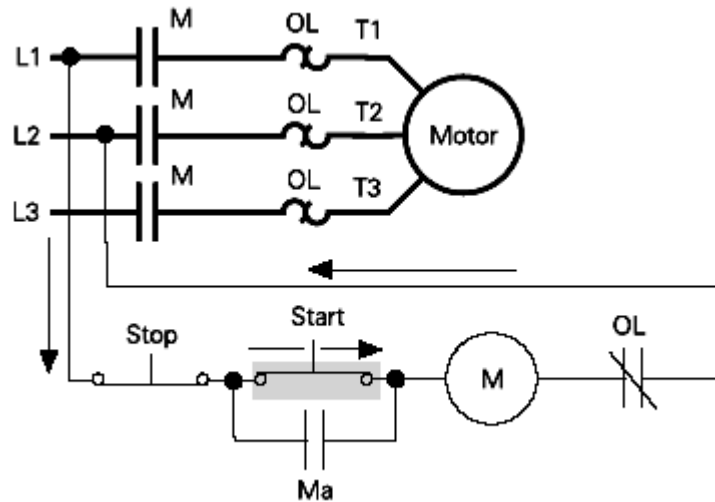 M OL T1
L1
M OL T2
L2 Motor
M OL T3
L3
Start
Stop OL
M
Ma